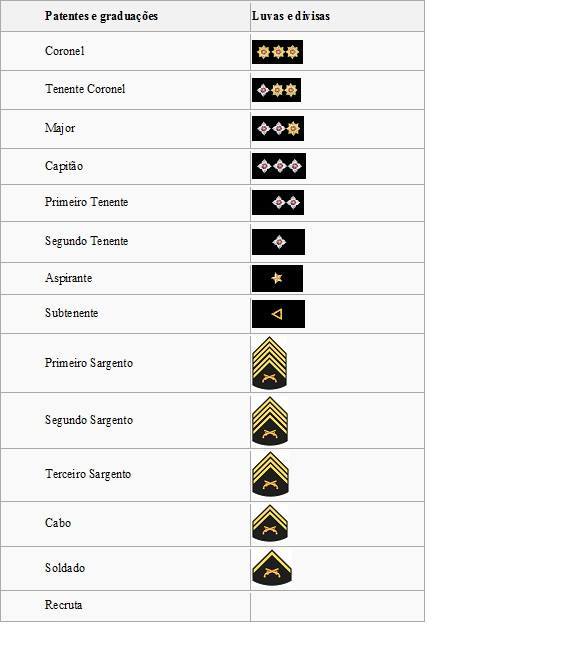 Patentes e graduações Luvas e divisas
Coronel
Tenente Coronel
Major
Capitão
Primeiro Tenente
Segundo Tenente
Aspirante
Subtenente
Primeiro Sargento
Segundo Sargento
Terceiro Sargento
Cabo
Soldado
Recruta